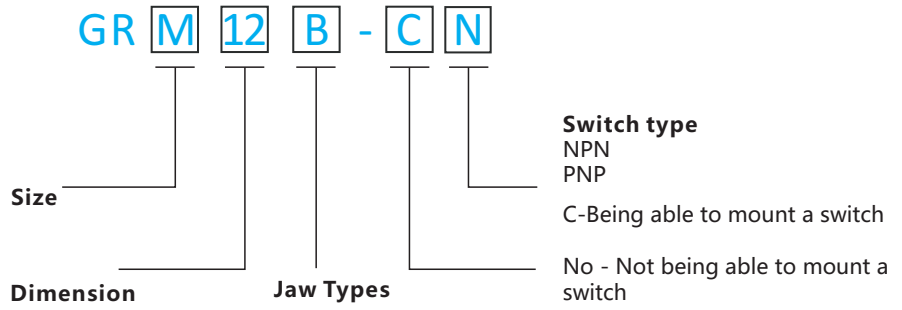 GR M 12 B - C N
Switch type
NPN
PNP
Size
C-Being able to mount a switch
No - Not being able to mount a
switch
Dimension
Jaw Types